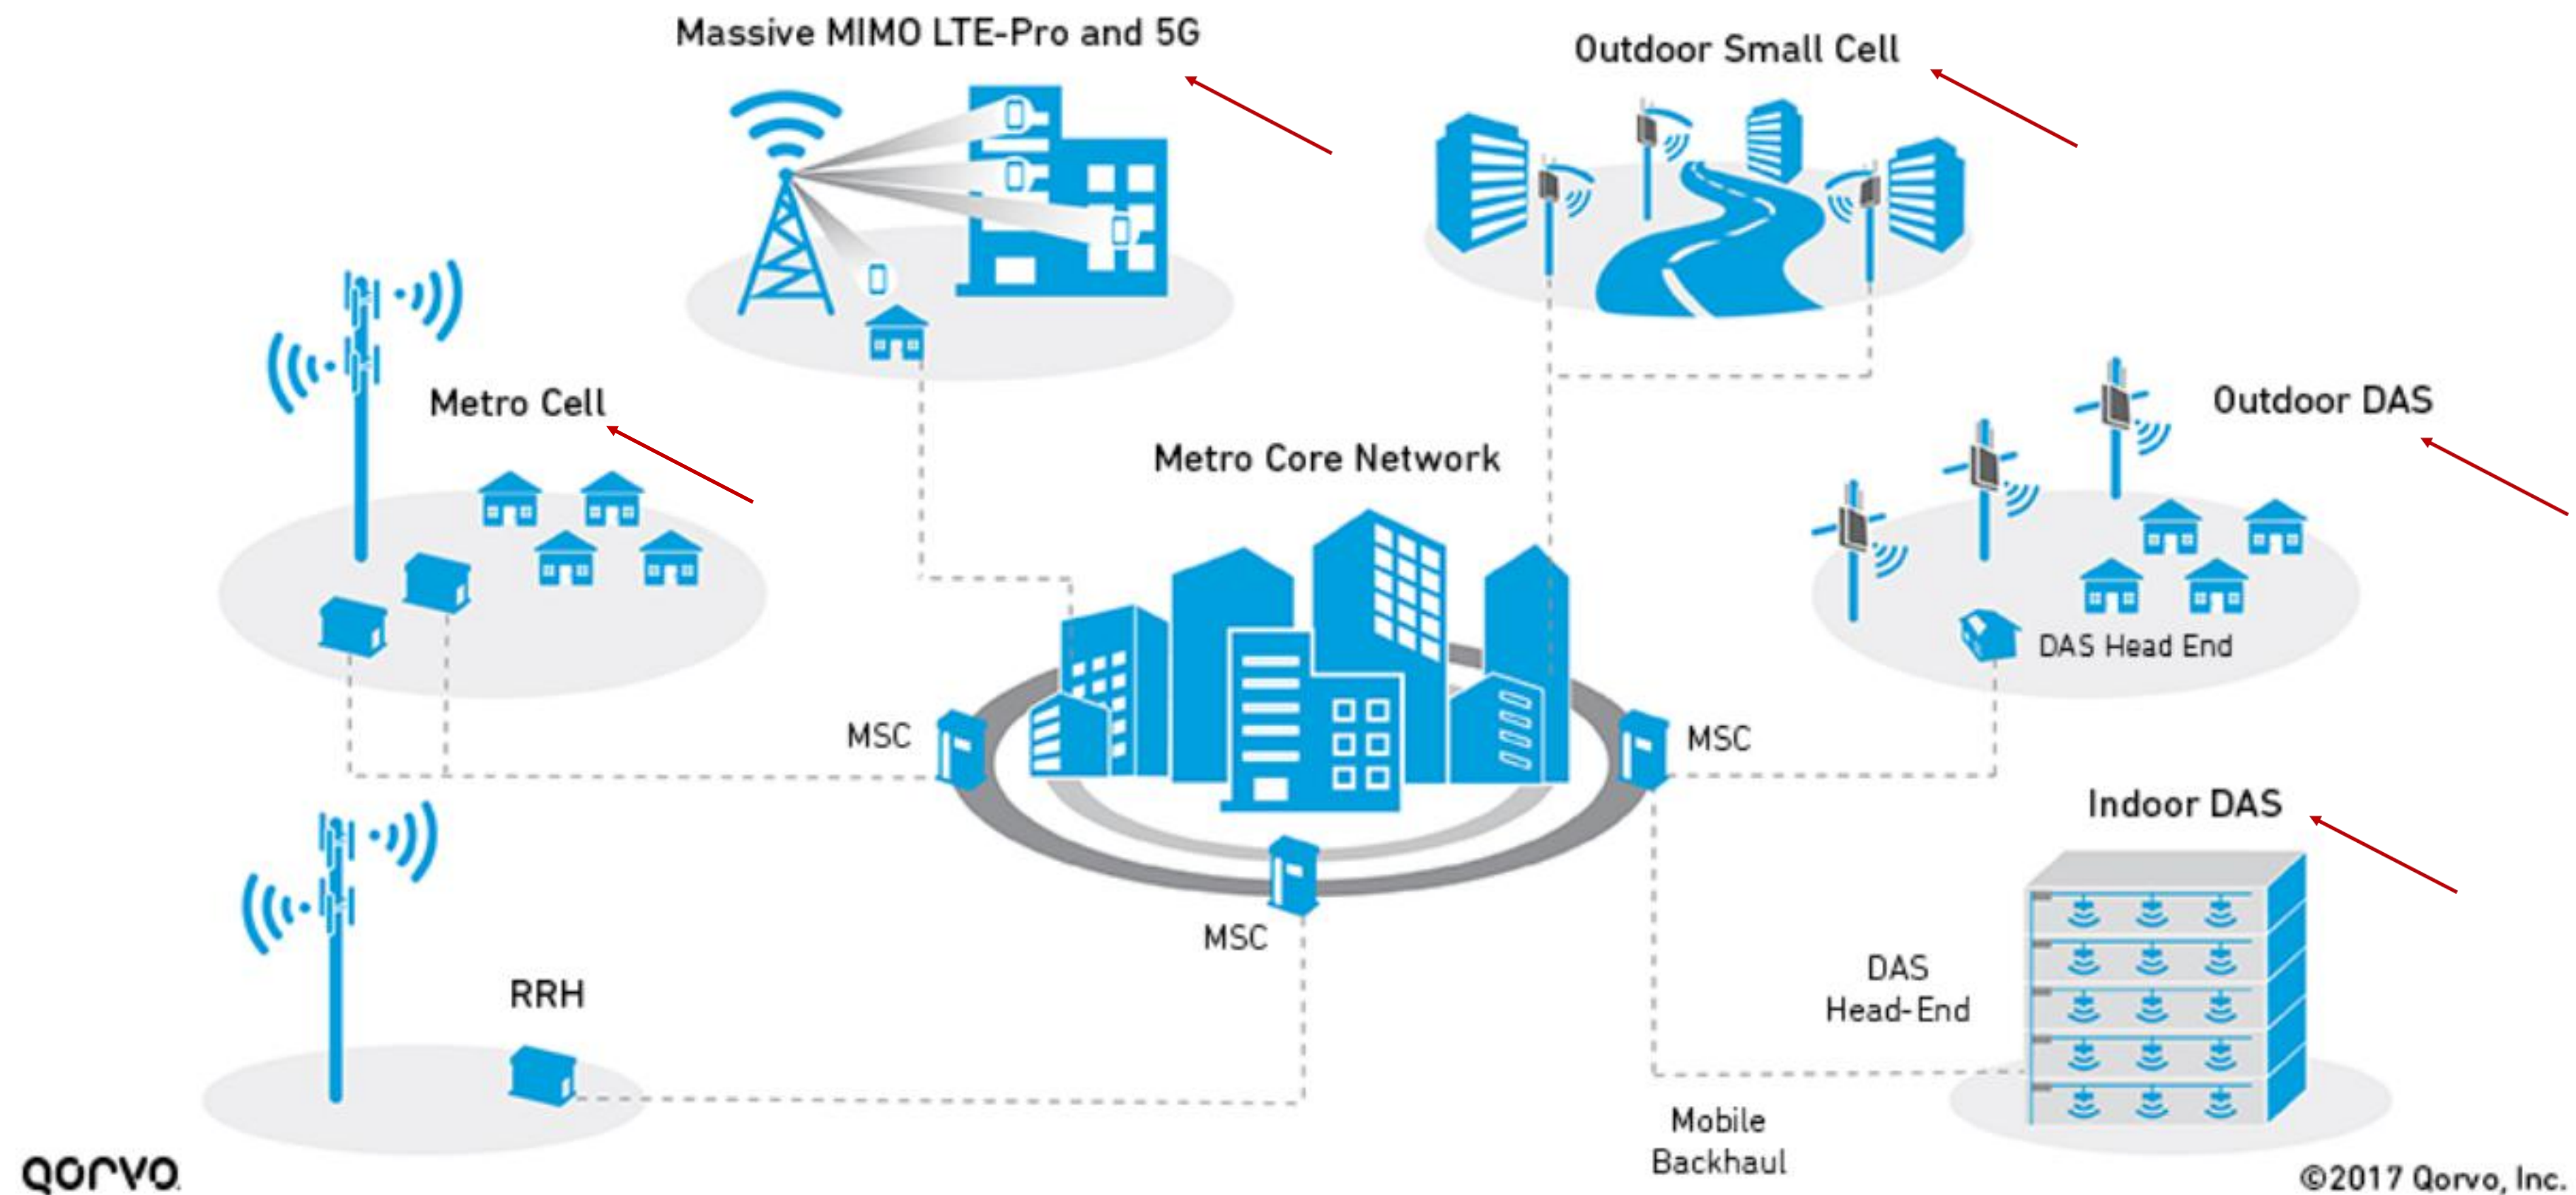 Massive MIMO LTE-Pro and 5G
Outdoor Small Cell
Metro Cell
Outdoor DAS
Metro Core Network
DAS Head End
MSC
MSC
Indoor DAS
MSC
DAS
Head-End
RRH
Mobile
Backhaul
QORVO
©2017 Qorvo, Inc.